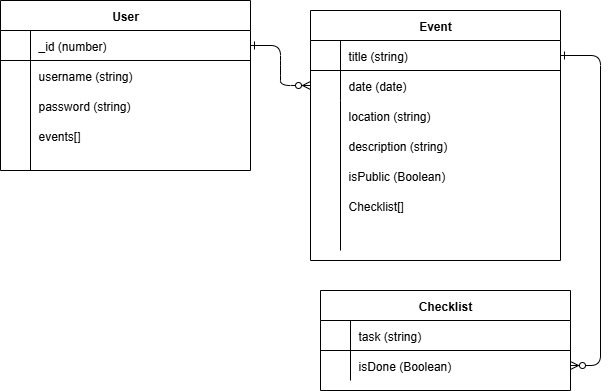 User
_id (number)
username (string)
password (string)
events[]
Event
title (string)
date (date)
location (string)
description (string)
isPublic (Boolean)
Checklist[]
Checklist
task (string)
isDone (Boolean)